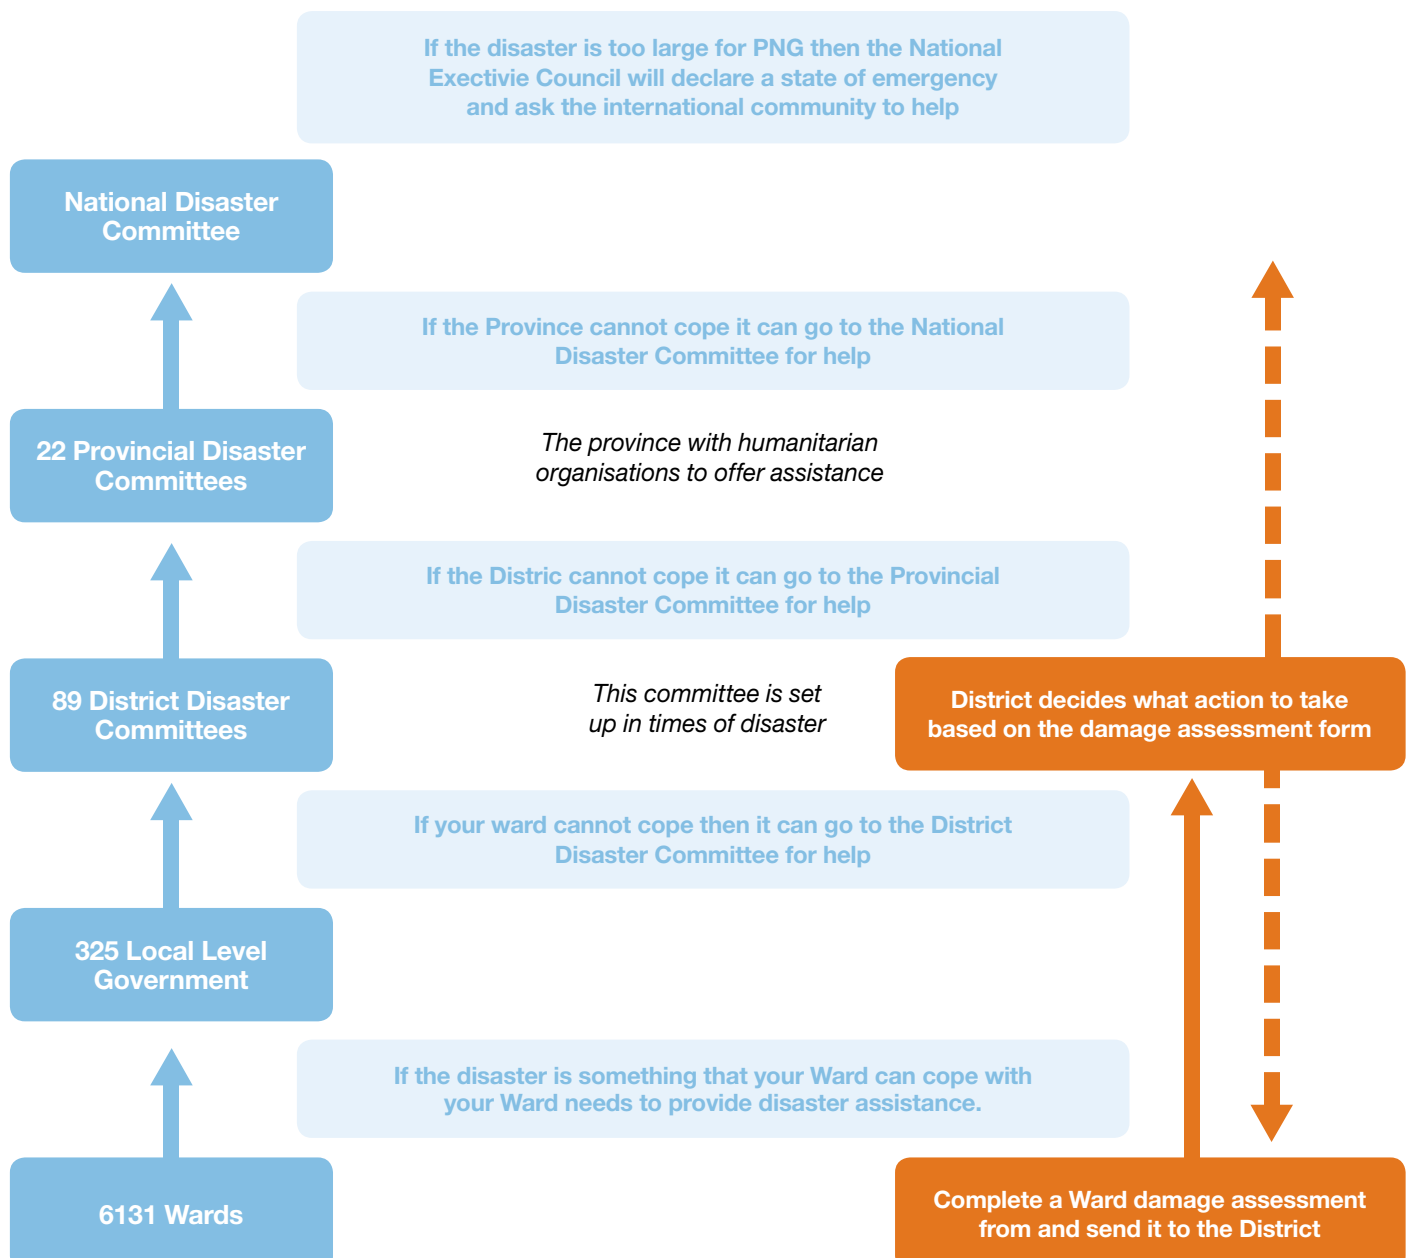 If the disaster is too large for PNG then the National
Exectivie Council will declare a state of emergency
and ask the international community to help
National Disaster
Committee
If the Province cannot cope it can go to the National
Disaster Committee for help
22 Provincial Disaster
Committees
The province with humanitarian
organisations to offer assistance
If the Distric cannot cope it can go to the Provincial
Disaster Committee for help
89 District Disaster
Committees
This committee is set
up in times of disaster
District decides what action to take
based on the damage assessment form
If your ward cannot cope then it can go to the District
Disaster Committee for help
325 Local Level
Government
If the disaster is something that your Ward can cope with
your Ward needs to provide disaster assistance.
6131 Wards
Complete a Ward damage assessment
from and send it to the District